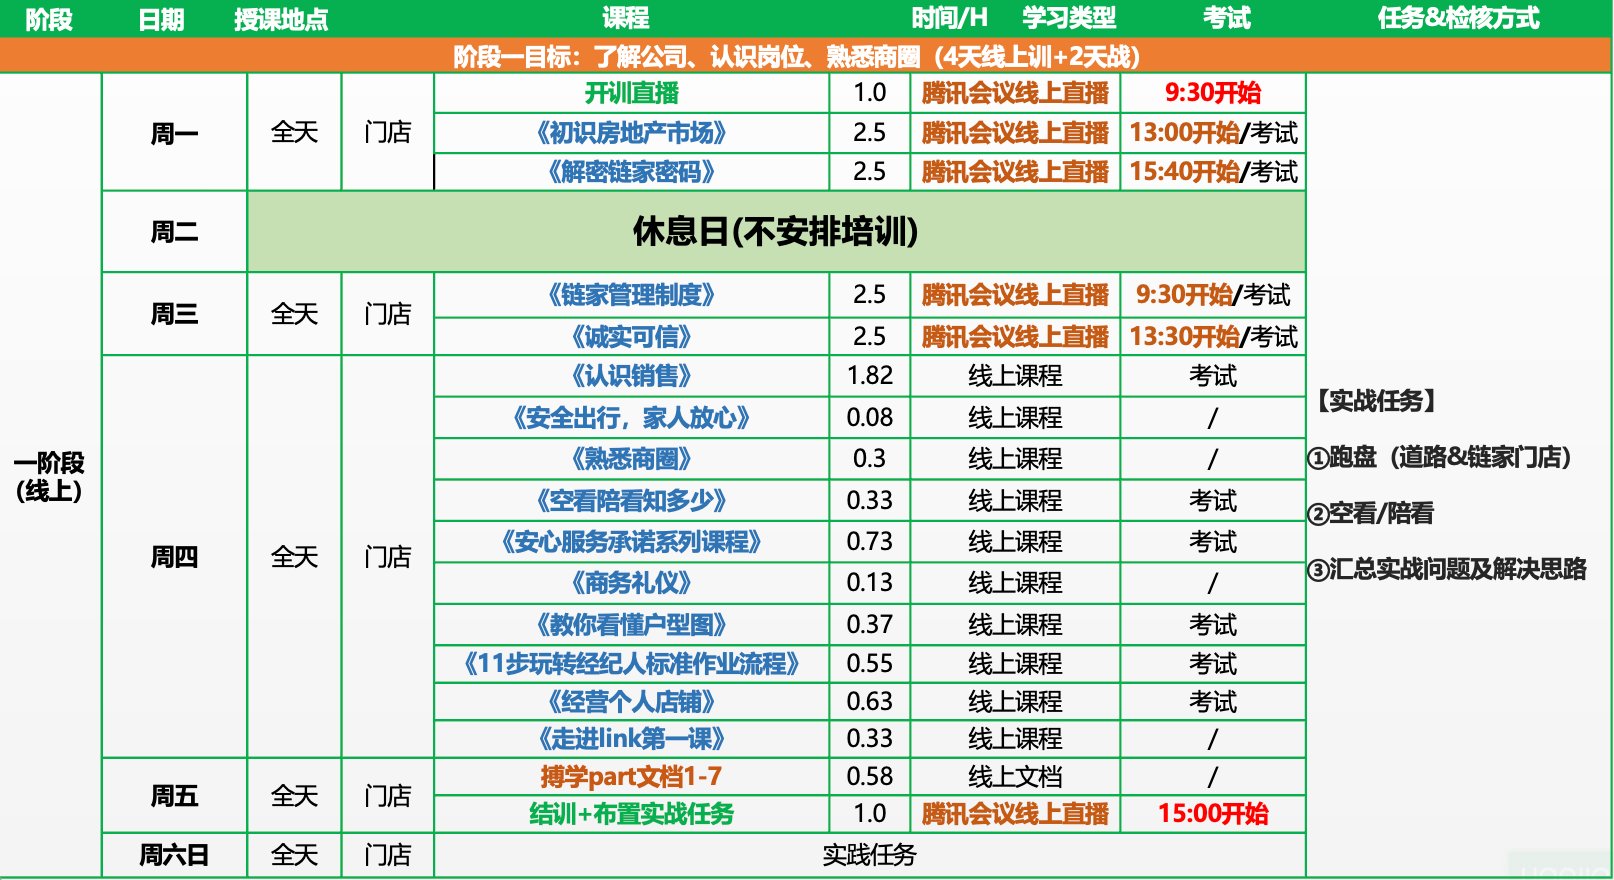 阶段 日期 授课地点 课程 时间/H 学习类型 考试 任务&检核方式
阶段一目标：了解公司、认识岗位、熟悉商圈（4天线上训+2天战）
一阶段
（线上）
周一 全天 门店
开训直播 1.0 腾讯会议线上直播 9:30开始
《初识房地产市场》 2.5 腾讯会议线上直播 13:00开始/考试
《解密链家密码》 2.5 腾讯会议线上直播 15:40开始/考试
周二 休息日(不安排培训)
周三 全天 门店
《链家管理制度》 2.5 腾讯会议线上直播 9:30开始/考试
《诚实可信》 2.5 腾讯会议线上直播 13:30开始/考试
周四 全天 门店
《认识销售》 1.82 线上课程 考试
《安全出行，家人放心》 0.08 线上课程 /
《熟悉商圈》 0.3 线上课程 /
《空看陪看知多少》 0.33 线上课程 考试
《安心服务承诺系列课程》 0.73 线上课程 考试
《商务礼仪》 0.13 线上课程 /
《教你看懂户型图》 0.37 线上课程 考试
《11步玩转经纪人标准作业流程》 0.55 线上课程 考试
《经营个人店铺》 0.63 线上课程 考试
《走进link第一课》 0.33 线上课程 /
周五 全天 门店
搏学part文档1-7 0.58 线上文档 /
结训+布置实战任务 1.0 腾讯会议线上直播 15:00开始
周六日 全天 门店 实践任务
【实战任务】
①跑盘（道路&链家门店）
②空看/陪看
③汇总实战问题及解决思路